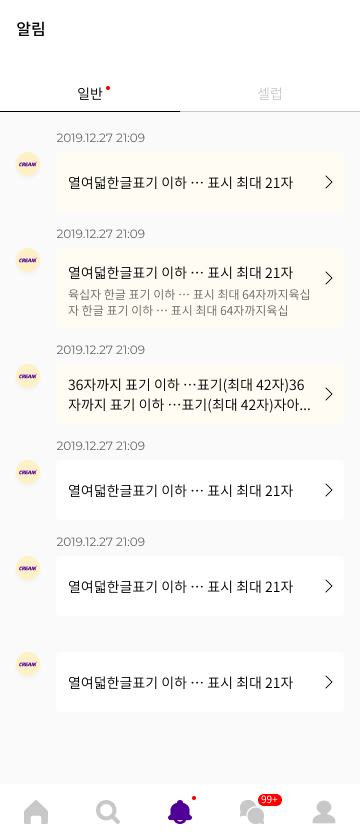 알림
일반
셀럽
2019.12.27 21:09
CREAM
열여덟한글표기 이하 ··· 표시 최대 21자
2019.12.27 21:09
CREAM
열여덟한글표기 이하 ··· 표시 최대 21자
육십자 한글 표기 이하 ··· 표시 최대 64자까지육십
자 한글 표기 이하 ··· 표시 최대 64자까지육십
2019.12.27 21:09
CREAM
36자까지 표기 이하 ···표기(최대 42자)36
자까지 표기 이하 ···표기(최대 42자)자아...
2019.12.27 21:09
CREAM
열여덟한글표기 이하 ··· 표시 최대 21자
2019.12.27 21:09
CREAM
열여덟한글표기 이하 ··· 표시 최대 21자
CREAM
열여덟한글표기 이하 ··· 표시 최대 21자
99+